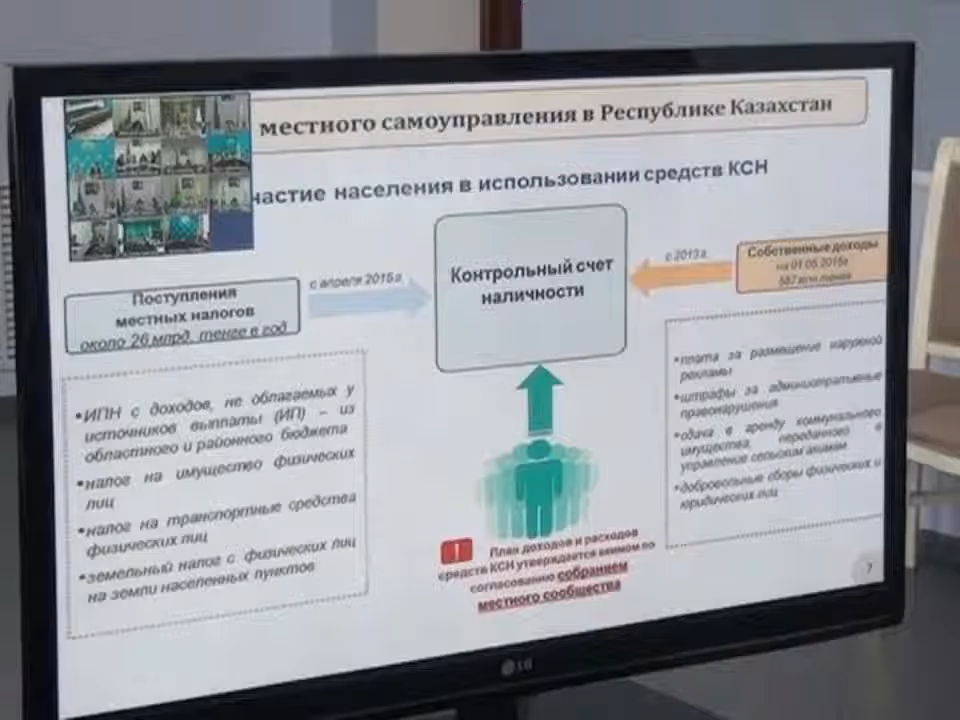 местного самоуправления в Республике Казахстан
частие населения в использовании средств КСН
Поступления
местных налогов
около 26 млрд. тенге в год
с апреля 2015 г.
Контрольный счет
наличности
с 2013 г.
Собственные доходы
на 01.05.2015г.
587 млн. тенге
•ИПН с доходов, не облагаемых у
источников выплаты (ИП) – из
областного и районного бюджета
•налог на имущество физических
лиц
•налог на транспортные средства
физических лиц
•земельный налог с физических лиц
на земли населенных пунктов
•плата за размещение наружной
рекламы
•штрафы за административные
правонарушения
•сдача в аренду коммунального
имущества, переданного в
управление сельским акимам
•добровольные сборы физических и
юридических лиц
! План доходов и расходов
средств КСН утверждается акимом по
согласованию собранием
местного сообщества
7
LG